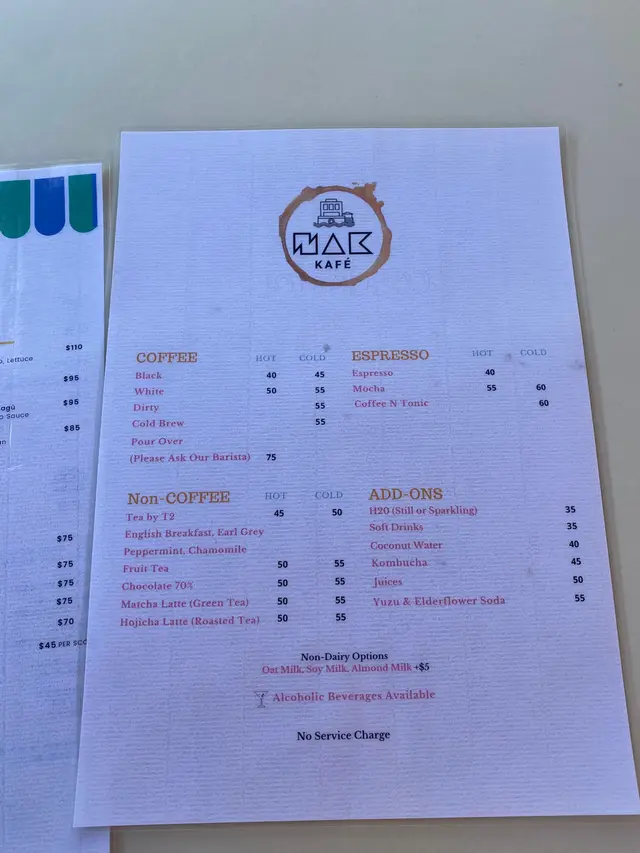 $110
, Lettuce
$95
$95
agú
o Sauce
$85
$75
$75
$75
$75
$70
$45 PER SCO
NAK
KAFÉ
COFFEE HOT COLD
Black 40 45
White 50 55
Dirty 55
Cold Brew 55
Pour Over
(Please Ask Our Barista) 75
ESPRESSO HOT COLD
Espresso 40
Mocha 55 60
Coffee N Tonic 60
Non-COFFEE HOT COLD
Tea by T2 45 50
English Breakfast, Earl Grey
Peppermint, Chamomile
Fruit Tea 50 55
Chocolate 70% 50 55
Matcha Latte (Green Tea) 50 55
Hojicha Latte (Roasted Tea) 50 55
ADD-ONS
H20 (Still or Sparkling) 35
Soft Drinks 35
Coconut Water 40
Kombucha 45
Juices 50
Yuzu & Elderflower Soda 55
Non-Dairy Options
Oat Milk, Soy Milk, Almond Milk +$5
Alcoholic Beverages Available
No Service Charge